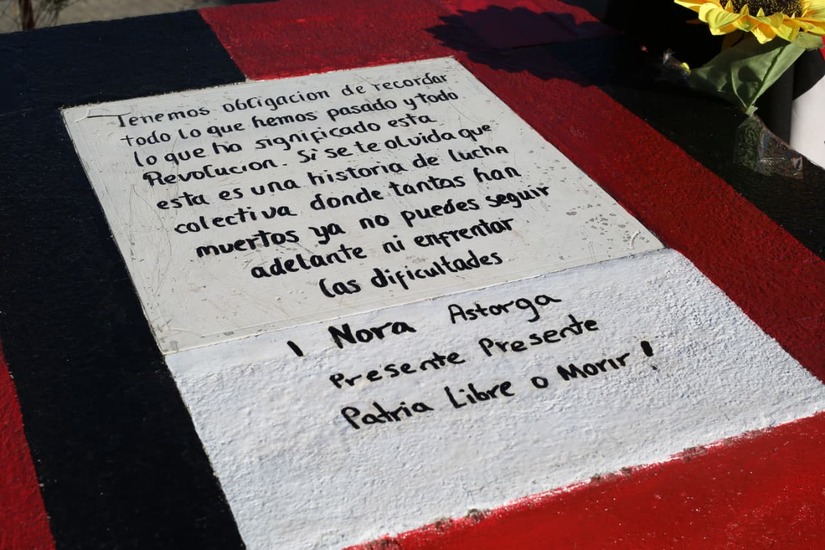 Tenemos obligacion de recordar
todo lo que hemos pasado y todo
lo que ha significado esta
Revolucion. Si se te olvida que
esta es una historia de lucha
colectiva donde tantos han
muertos ya no puedes seguir
adelante ni enfrentar
las dificultades
¡ Nora Astorga
Presente Presente
Patria Libre o Morir !